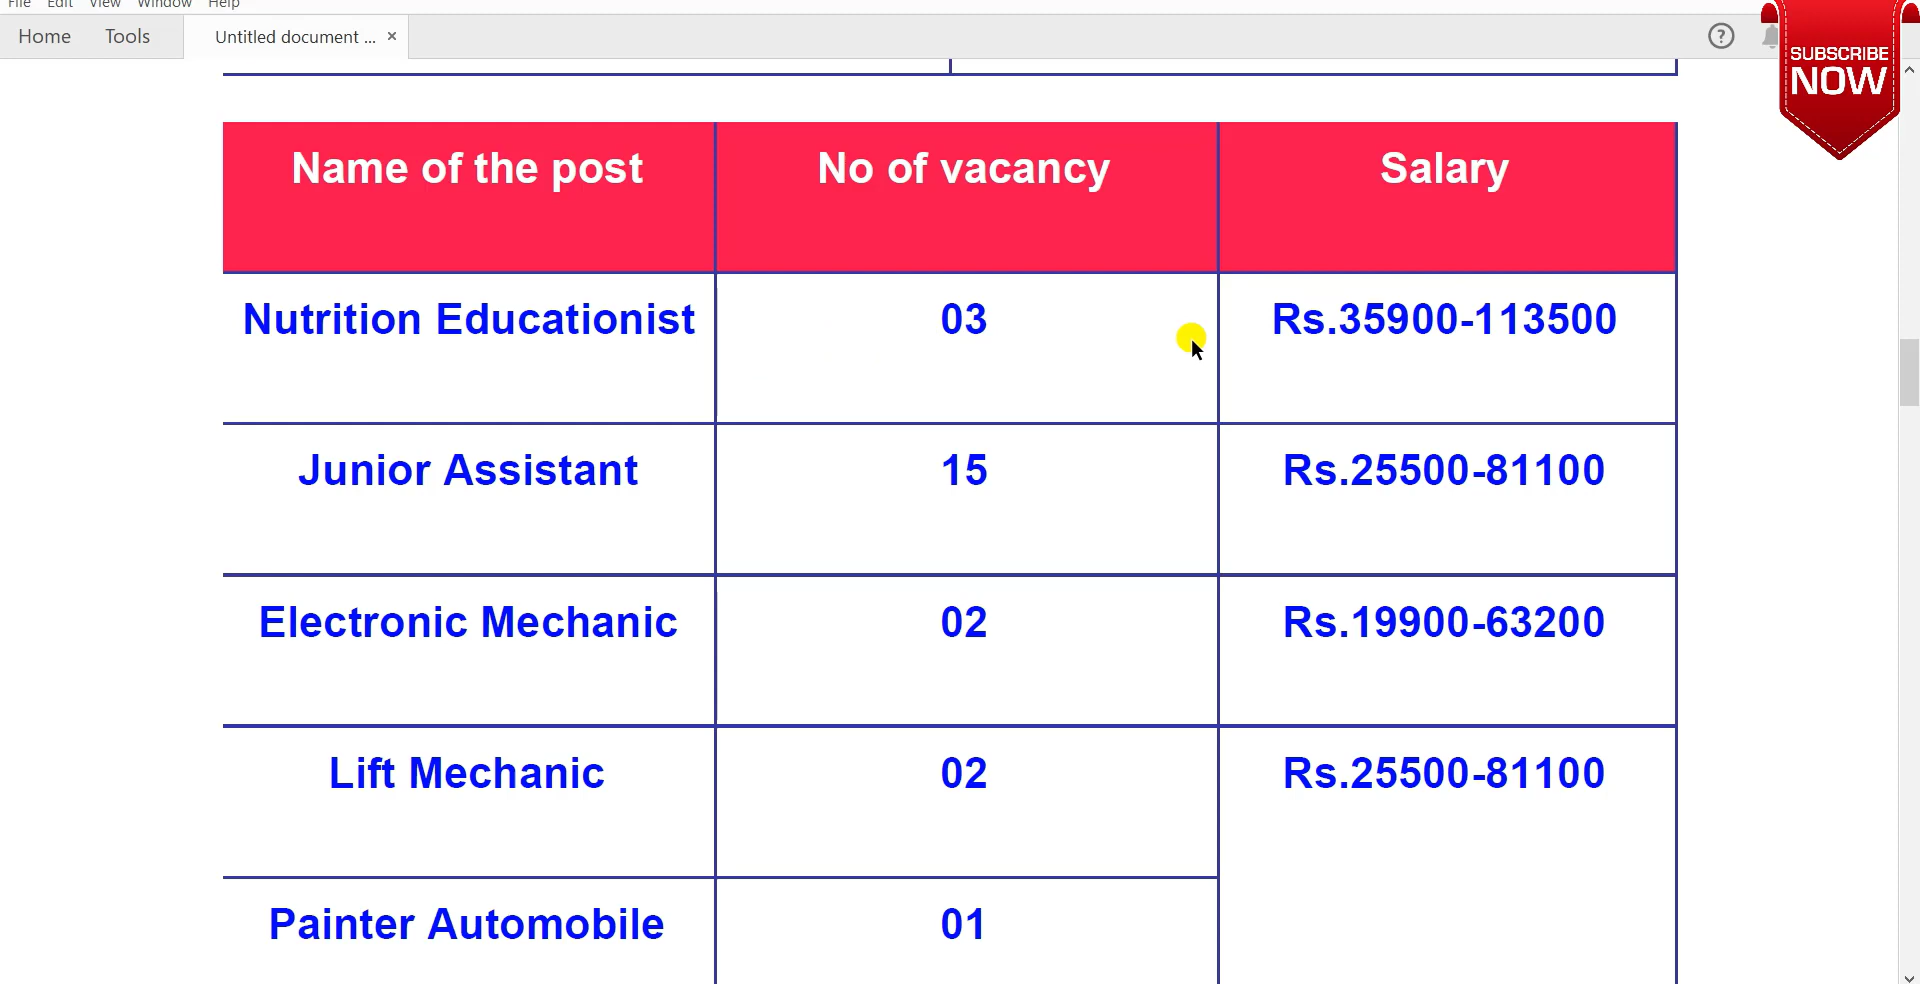 File Edit View Window Help
Home Tools Untitled document ... ×
SUBSCRIBE
NOW
Name of the post No of vacancy Salary
Nutrition Educationist 03 Rs.35900-113500
Junior Assistant 15 Rs.25500-81100
Electronic Mechanic 02 Rs.19900-63200
Lift Mechanic 02 Rs.25500-81100
Painter Automobile 01